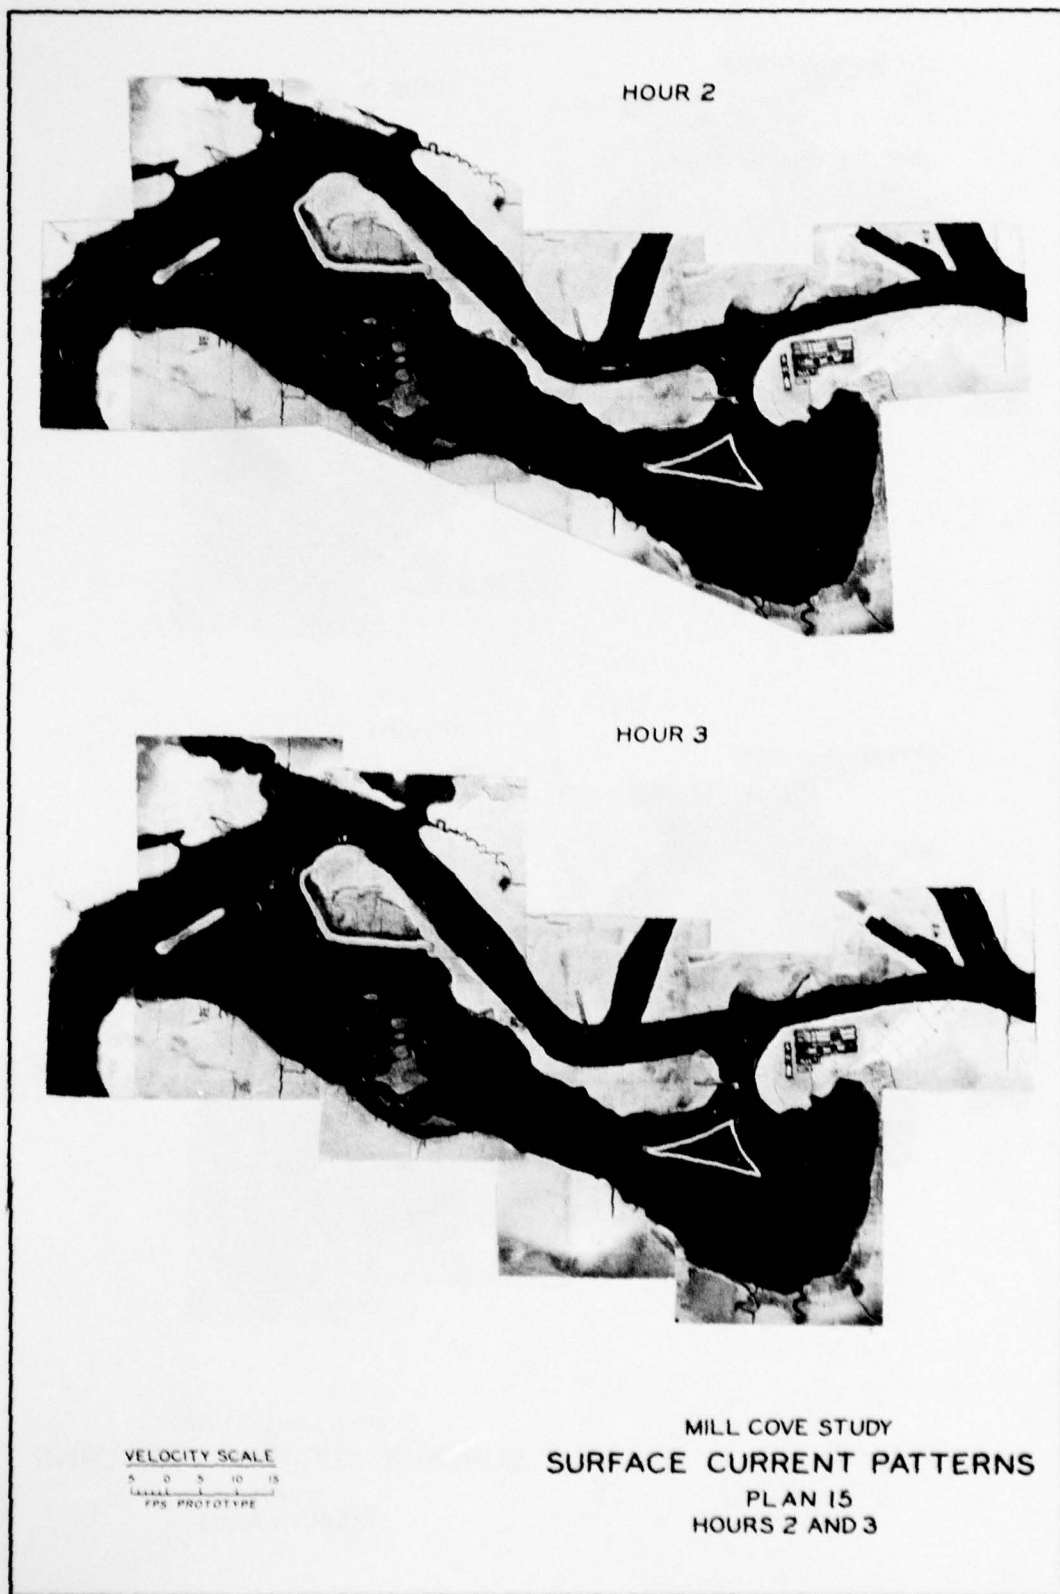 HOUR 2
HOUR 3
VELOCITY SCALE
5 0 5 10 15
FPS PROTOTYPE
MILL COVE STUDY
SURFACE CURRENT PATTERNS
PLAN 15
HOURS 2 AND 3